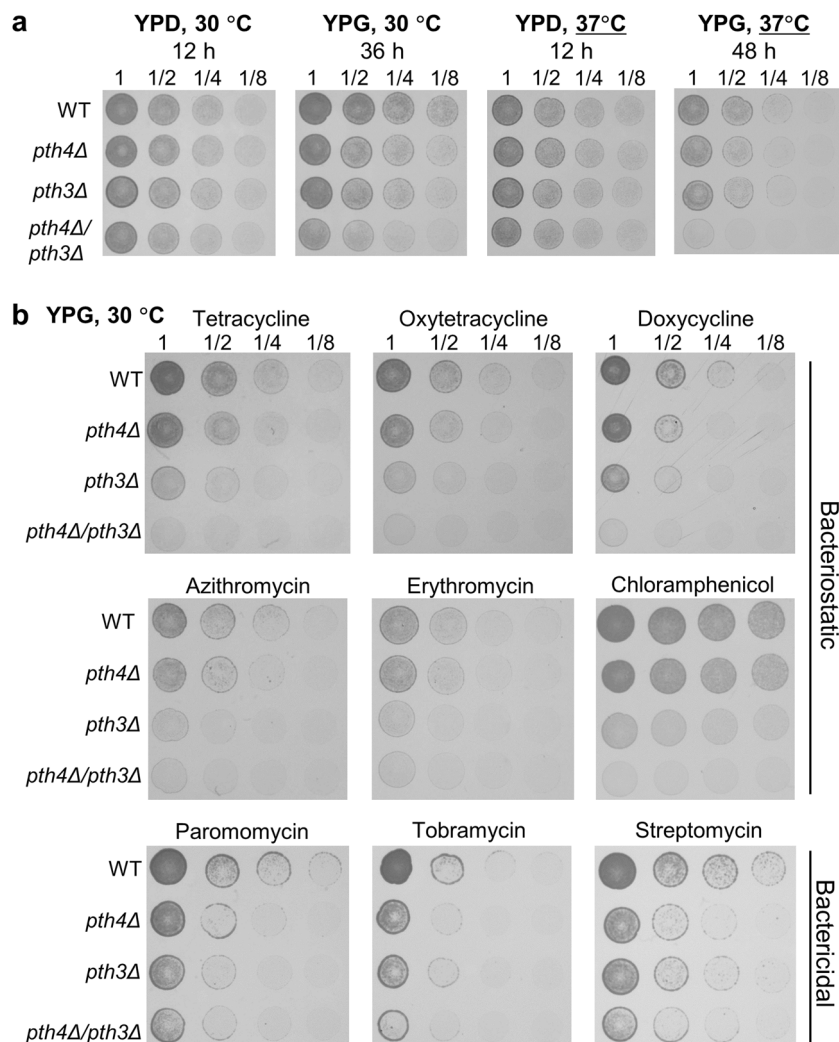 a YPD, 30 °C YPG, 30 °C YPD, 37°C YPG, 37°C
12 h 36 h 12 h 48 h
1 1/2 1/4 1/8 1 1/2 1/4 1/8 1 1/2 1/4 1/8 1 1/2 1/4 1/8
WT
pth4Δ
pth3Δ
pth4Δ/
pth3Δ
b YPG, 30 °C Tetracycline Oxytetracycline Doxycycline
1 1/2 1/4 1/8 1 1/2 1/4 1/8 1 1/2 1/4 1/8
WT
pth4Δ
pth3Δ
pth4Δ/pth3Δ
Bacteriostatic
Azithromycin Erythromycin Chloramphenicol
WT
pth4Δ
pth3Δ
pth4Δ/pth3Δ
Paromomycin Tobramycin Streptomycin
WT
pth4Δ
pth3Δ
pth4Δ/pth3Δ
Bactericidal